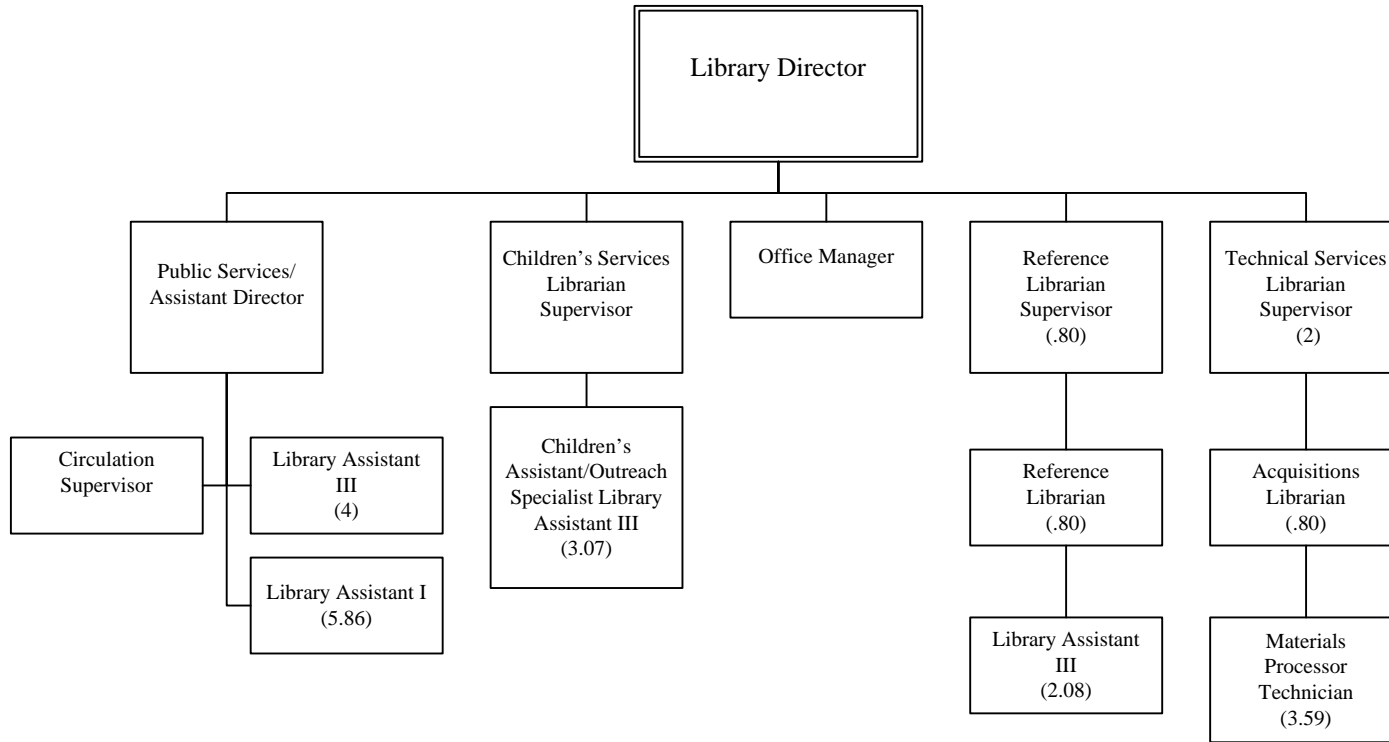 Library Director
Public Services/
Assistant Director
Children’s Services
Librarian
Supervisor
Office Manager
Reference
Librarian
Supervisor
(.80)
Technical Services
Librarian
Supervisor
(2)
Circulation
Supervisor
Library Assistant
III
(4)
Children’s
Assistant/Outreach
Specialist Library
Assistant III
(3.07)
Reference
Librarian
(.80)
Acquisitions
Librarian
(.80)
Library Assistant I
(5.86)
Library Assistant
III
(2.08)
Materials
Processor
Technician
(3.59)